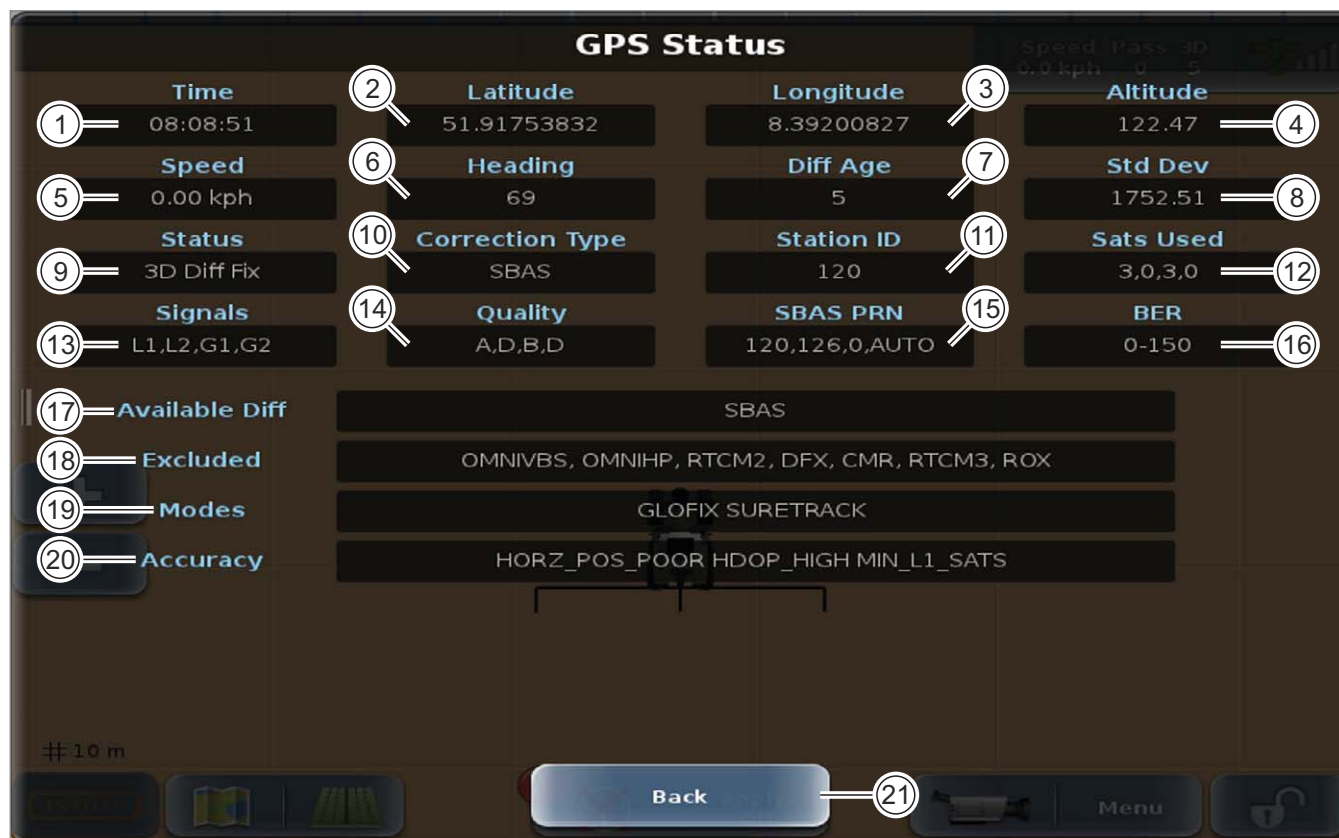 GPS Status
Speed Pass 3D
0.0 kph 0 5
Time 2 Latitude Longitude 3 Altitude
1 08:08:51 51.91753832 8.39200827 122.47 4
Speed 6 Heading Diff Age 7 Std Dev
5 0.00 kph 69 5 1752.51 8
Status 10 Correction Type Station ID 11 Sats Used
9 3D Diff Fix SBAS 120 3,0,3,0 12
Signals 14 Quality SBAS PRN 15 BER
13 L1,L2,G1,G2 A,D,B,D 120,126,0,AUTO 0-150 16
17 Available Diff SBAS
18 Excluded OMNIVBS, OMNIHP, RTCM2, DFX, CMR, RTCM3, ROX
19 Modes GLOFIX SURETRACK
20 Accuracy HORZ_POS_POOR HDOP_HIGH MIN_L1_SATS
10 m
Back 21 Menu